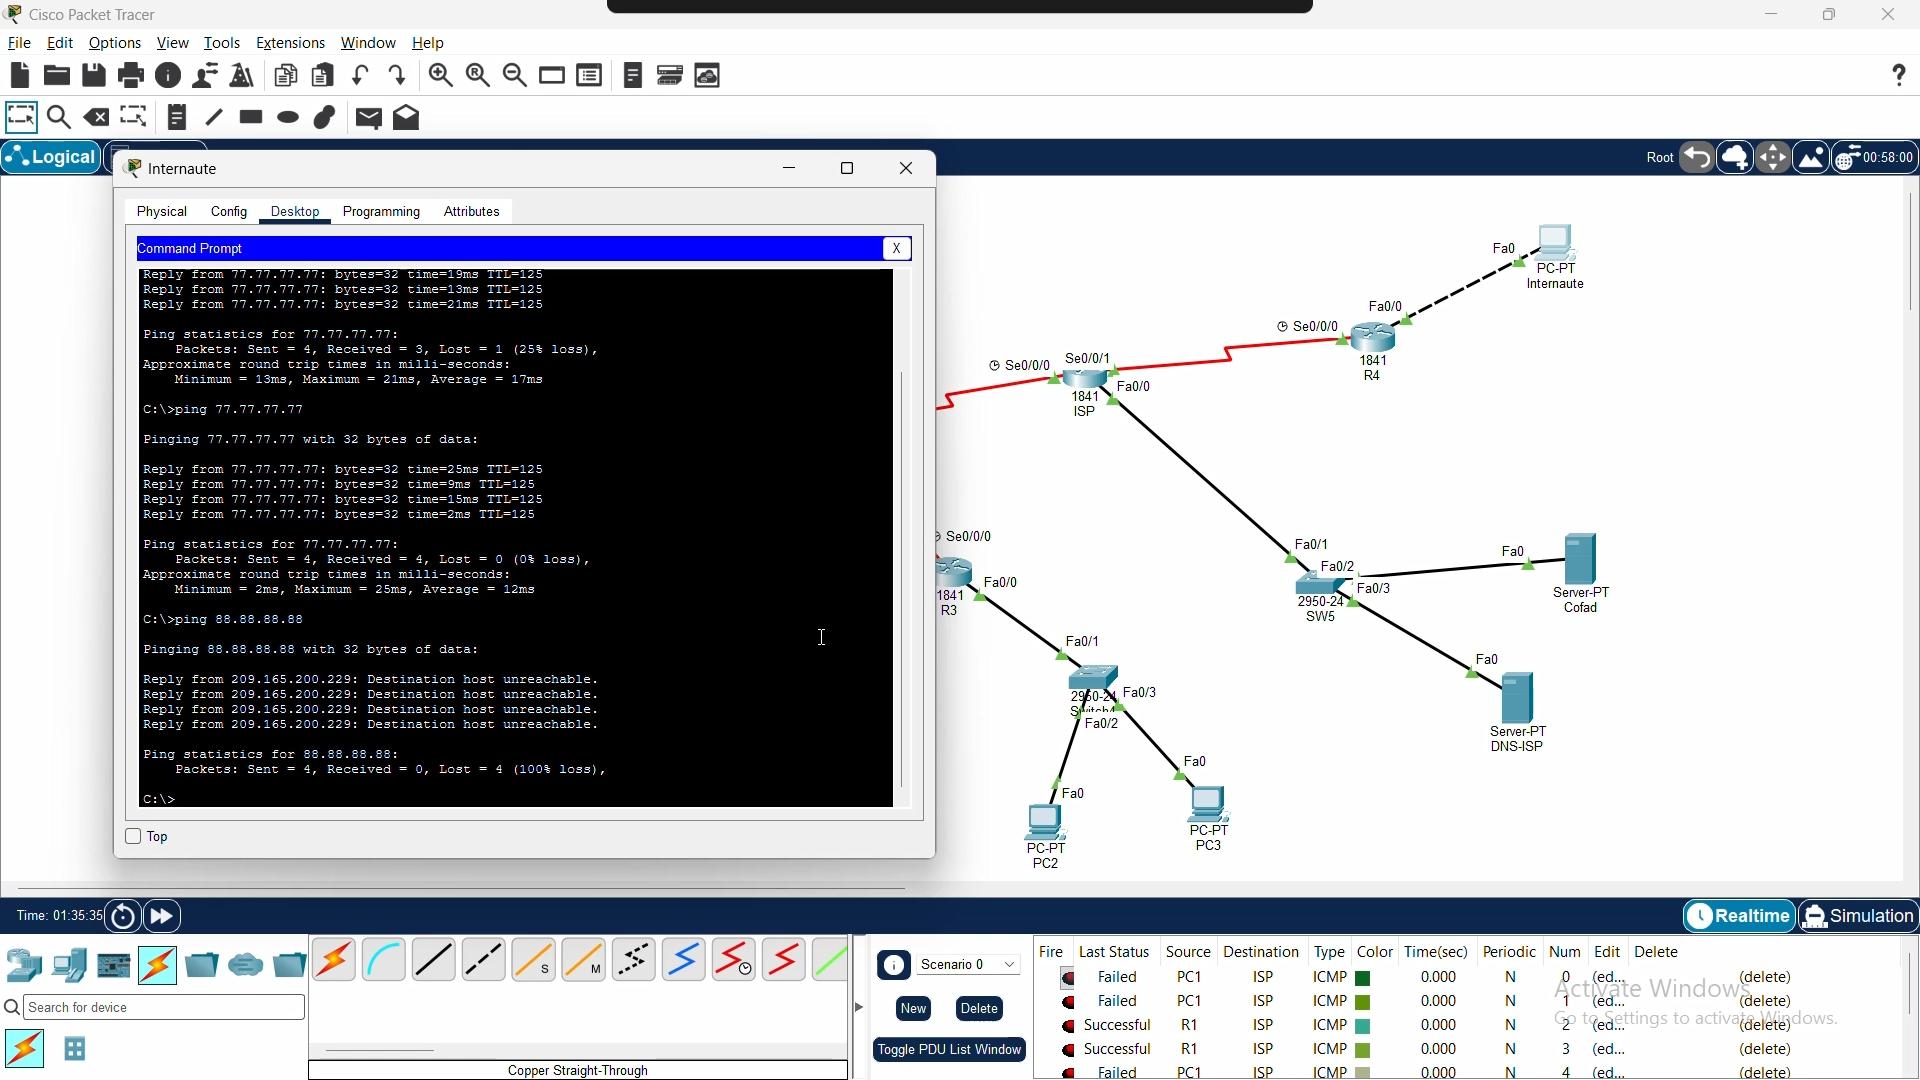 Cisco Packet Tracer
File Edit Options View Tools Extensions Window Help
Logical
Root
00:58:00
Internaute
Physical Config Desktop Programming Attributes
Command Prompt
X
Reply from 77.77.77.77: bytes=32 time=19ms TTL=125
Reply from 77.77.77.77: bytes=32 time=13ms TTL=125
Reply from 77.77.77.77: bytes=32 time=21ms TTL=125
Ping statistics for 77.77.77.77:
Packets: Sent = 4, Received = 3, Lost = 1 (25% loss),
Approximate round trip times in milli-seconds:
Minimum = 13ms, Maximum = 21ms, Average = 17ms
C:\>ping 77.77.77.77
Pinging 77.77.77.77 with 32 bytes of data:
Reply from 77.77.77.77: bytes=32 time=25ms TTL=125
Reply from 77.77.77.77: bytes=32 time=9ms TTL=125
Reply from 77.77.77.77: bytes=32 time=15ms TTL=125
Reply from 77.77.77.77: bytes=32 time=2ms TTL=125
Ping statistics for 77.77.77.77:
Packets: Sent = 4, Received = 4, Lost = 0 (0% loss),
Approximate round trip times in milli-seconds:
Minimum = 2ms, Maximum = 25ms, Average = 12ms
C:\>ping 88.88.88.88
Pinging 88.88.88.88 with 32 bytes of data:
Reply from 209.165.200.229: Destination host unreachable.
Reply from 209.165.200.229: Destination host unreachable.
Reply from 209.165.200.229: Destination host unreachable.
Reply from 209.165.200.229: Destination host unreachable.
Ping statistics for 88.88.88.88:
Packets: Sent = 4, Received = 0, Lost = 4 (100% loss),
C:\>
Top
Fa0
PC-PT
Internaute
Fa0/0
Se0/0/0
1841
R4
Se0/0/0
Se0/0/1
Fa0/0
1841
ISP
Se0/0/0
Fa0/0
1841
R3
Fa0/1
Fa0/2
Fa0/3
2950-24
SW5
Fa0
Server-PT
Cofad
Fa0
Server-PT
DNS-ISP
Fa0/1
Fa0/3
2950-24
Switch4
Fa0/2
Fa0
PC-PT
PC2
Fa0
PC-PT
PC3
Time: 01:35:35
Realtime
Simulation
Search for device
S
M
Copper Straight-Through
Scenario 0
New
Delete
Toggle PDU List Window
Fire Last Status Source Destination Type Color Time(sec) Periodic Num Edit Delete
Failed PC1 ISP ICMP 0.000 N 0 (ed... (delete)
Failed PC1 ISP ICMP 0.000 N 1 (ed... (delete)
Successful R1 ISP ICMP 0.000 N 2 (ed... (delete)
Successful R1 ISP ICMP 0.000 N 3 (ed... (delete)
Failed PC1 ISP ICMP 0.000 N 4 (ed... (delete)
Activate Windows
Go to Settings to activate Windows.